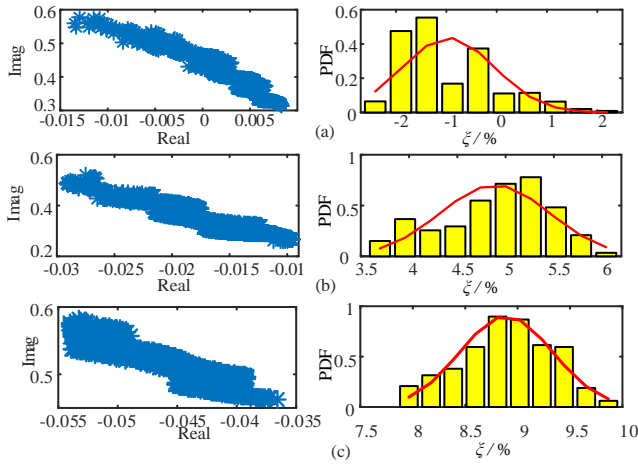 0.6
0.5
0.4
0.3
Imag
-0.015 -0.01 -0.005 0 0.005
Real
0.6
0.4
0.2
0
PDF
-2 -1 0 1 2
ξ / %
(a)
0.6
0.4
0.2
Imag
-0.03 -0.025 -0.02 -0.015 -0.01
Real
1
0.5
0
PDF
3.5 4 4.5 5 5.5 6
ξ / %
(b)
0.6
0.5
Imag
-0.055 -0.05 -0.045 -0.04 -0.035
Real
1
0.5
0
PDF
7.5 8 8.5 9 9.5 10
ξ / %
(c)